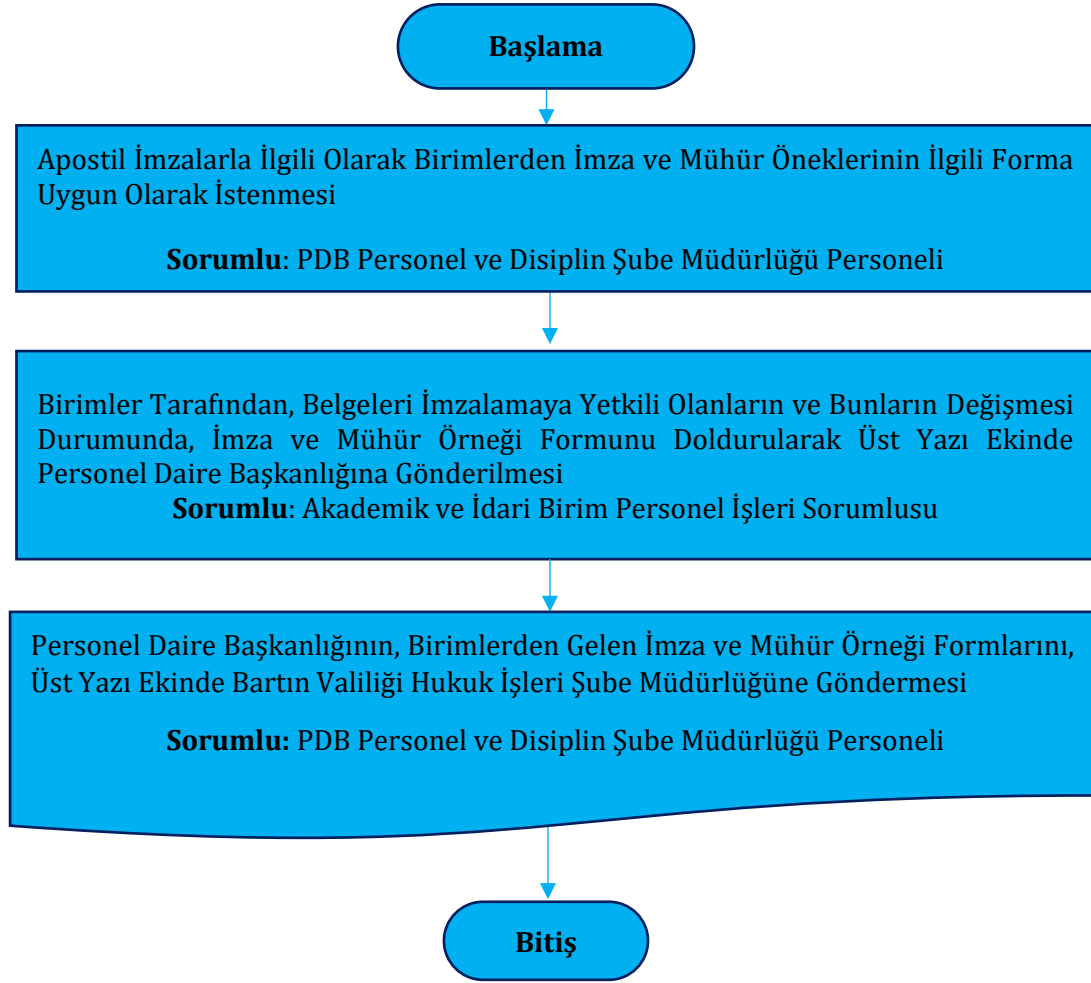 Başlama
Apostil İmzalarla İlgili Olarak Birimlerden İmza ve Mühür Öneklerinin İlgili Forma
Uygun Olarak İstenmesi
Sorumlu: PDB Personel ve Disiplin Şube Müdürlüğü Personeli
Birimler Tarafından, Belgeleri İmzalamaya Yetkili Olanların ve Bunların Değişmesi
Durumunda, İmza ve Mühür Örneği Formunu Doldurularak Üst Yazı Ekinde
Personel Daire Başkanlığına Gönderilmesi
Sorumlu: Akademik ve İdari Birim Personel İşleri Sorumlusu
Personel Daire Başkanlığının, Birimlerden Gelen İmza ve Mühür Örneği Formlarını,
Üst Yazı Ekinde Bartın Valiliği Hukuk İşleri Şube Müdürlüğüne Göndermesi
Sorumlu: PDB Personel ve Disiplin Şube Müdürlüğü Personeli
Bitiş